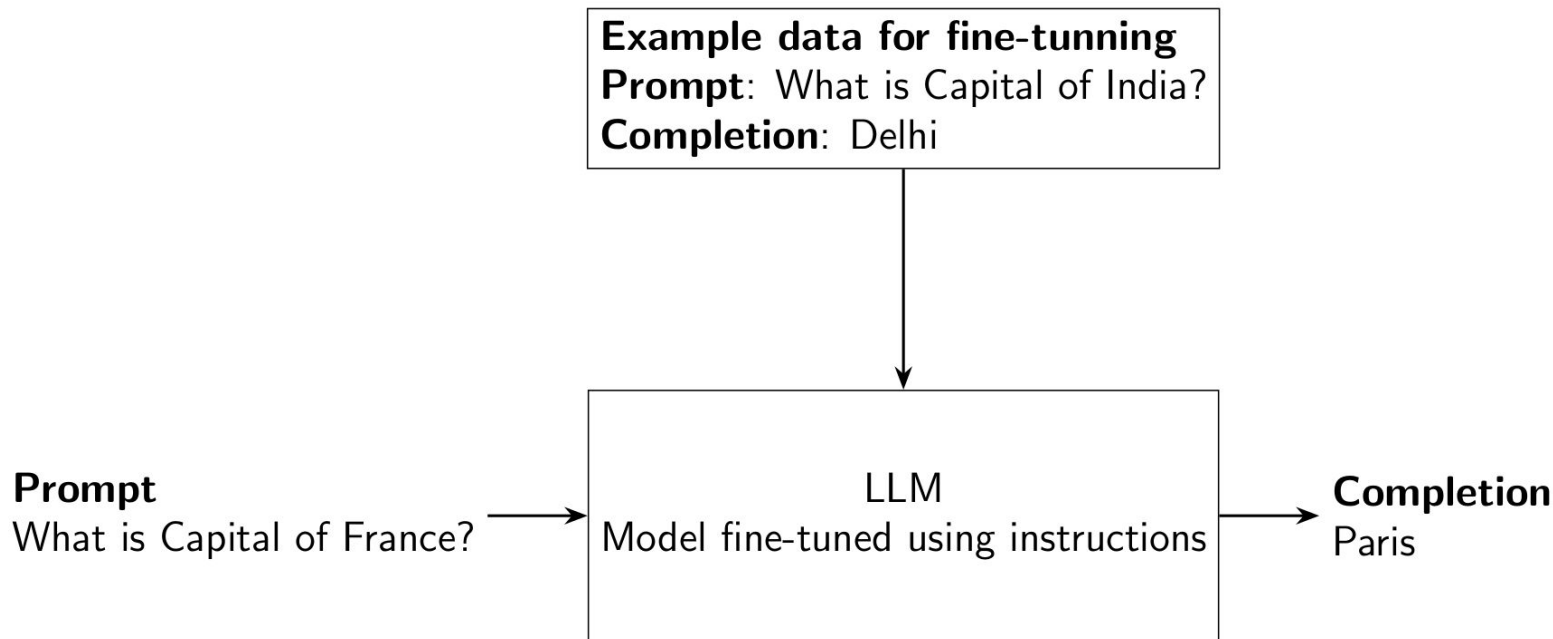 Example data for fine-tunning
Prompt: What is Capital of India?
Completion: Delhi
Prompt
What is Capital of France?
LLM
Model fine-tuned using instructions
Completion
Paris